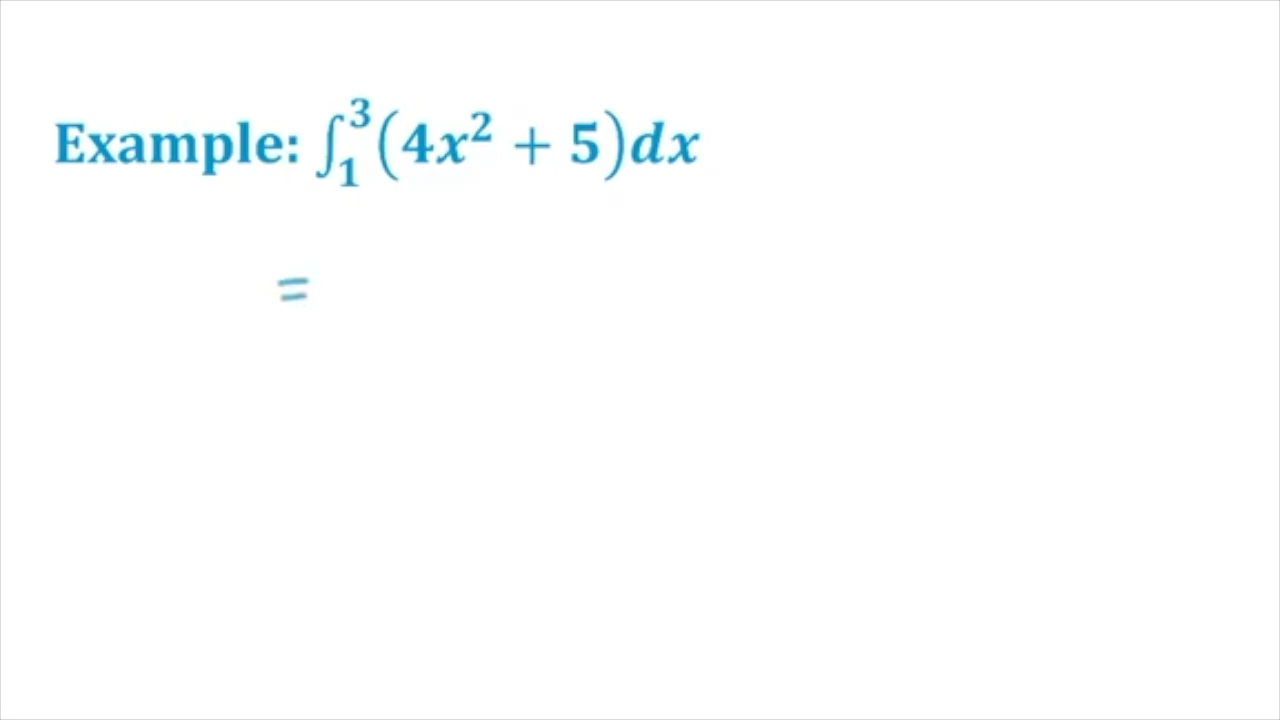 Example: ∫₁³(4x² + 5)dx
=